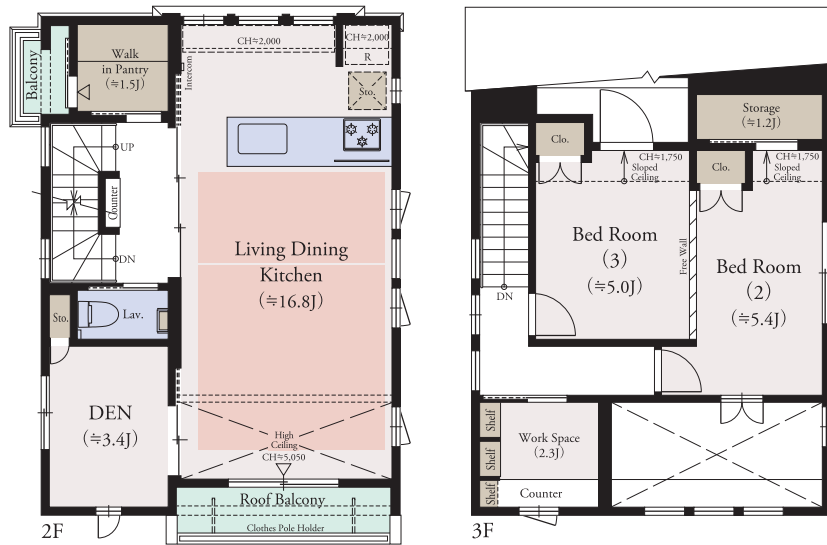 CH≒2,000
CH≒2,000
R
Balcony
Walk
in Pantry
(≒1.5J)
Intercom
Sto.
UP
Counter
DN
Living Dining
Kitchen
(≒16.8J)
Sto.
Lav.
DEN
(≒3.4J)
High
Ceiling
CH≒5,050
Roof Balcony
Clothes Pole Holder
2F
Storage
(≒1.2J)
Clo.
CH≒1,750
Sloped
Ceiling
Clo.
CH≒1,750
Sloped
Ceiling
Bed Room
(3)
(≒5.0J)
Free Wall
Bed Room
(2)
(≒5.4J)
DN
Shelf
Shelf
Shelf
Work Space
(2.3J)
Counter
3F